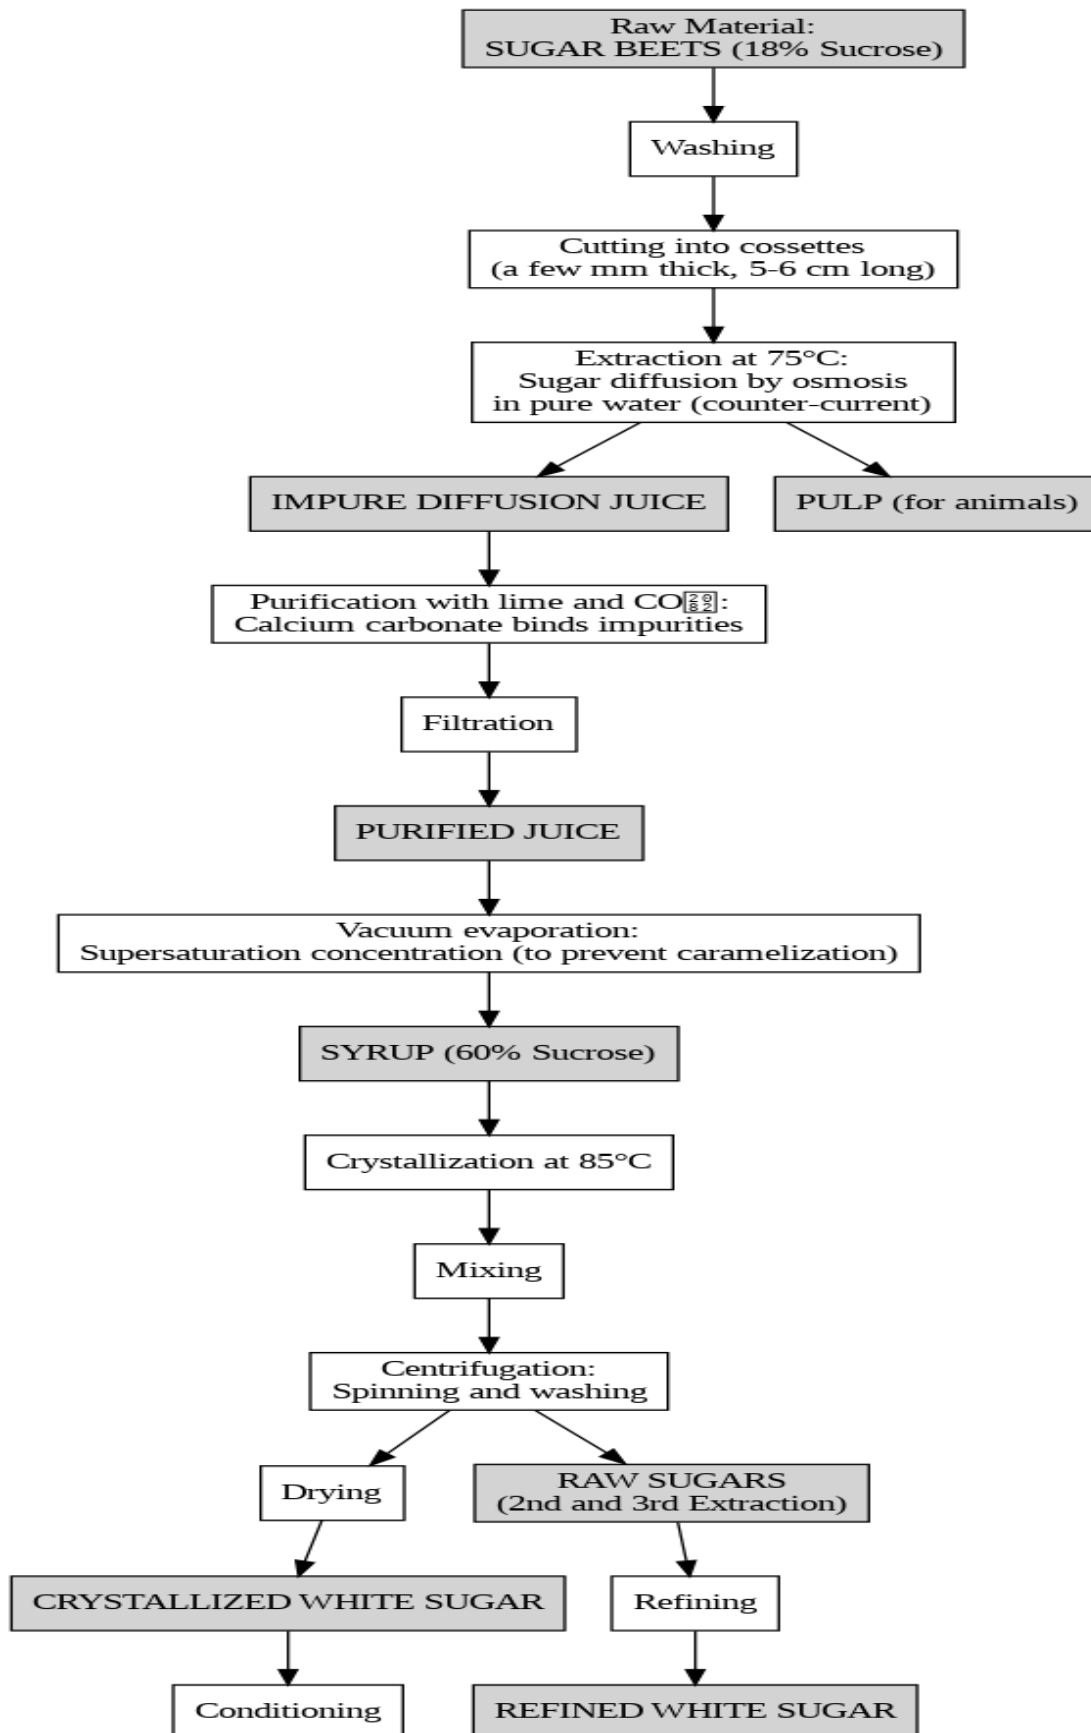 Raw Material:
SUGAR BEETS (18% Sucrose)
Washing
Cutting into cossettes
(a few mm thick, 5-6 cm long)
Extraction at 75°C:
Sugar diffusion by osmosis
in pure water (counter-current)
IMPURE DIFFUSION JUICE
PULP (for animals)
Purification with lime and CO₂:
Calcium carbonate binds impurities
Filtration
PURIFIED JUICE
Vacuum evaporation:
Supersaturation concentration (to prevent caramelization)
SYRUP (60% Sucrose)
Crystallization at 85°C
Mixing
Centrifugation:
Spinning and washing
Drying
RAW SUGARS
(2nd and 3rd Extraction)
CRYSTALLIZED WHITE SUGAR
Refining
Conditioning
REFINED WHITE SUGAR